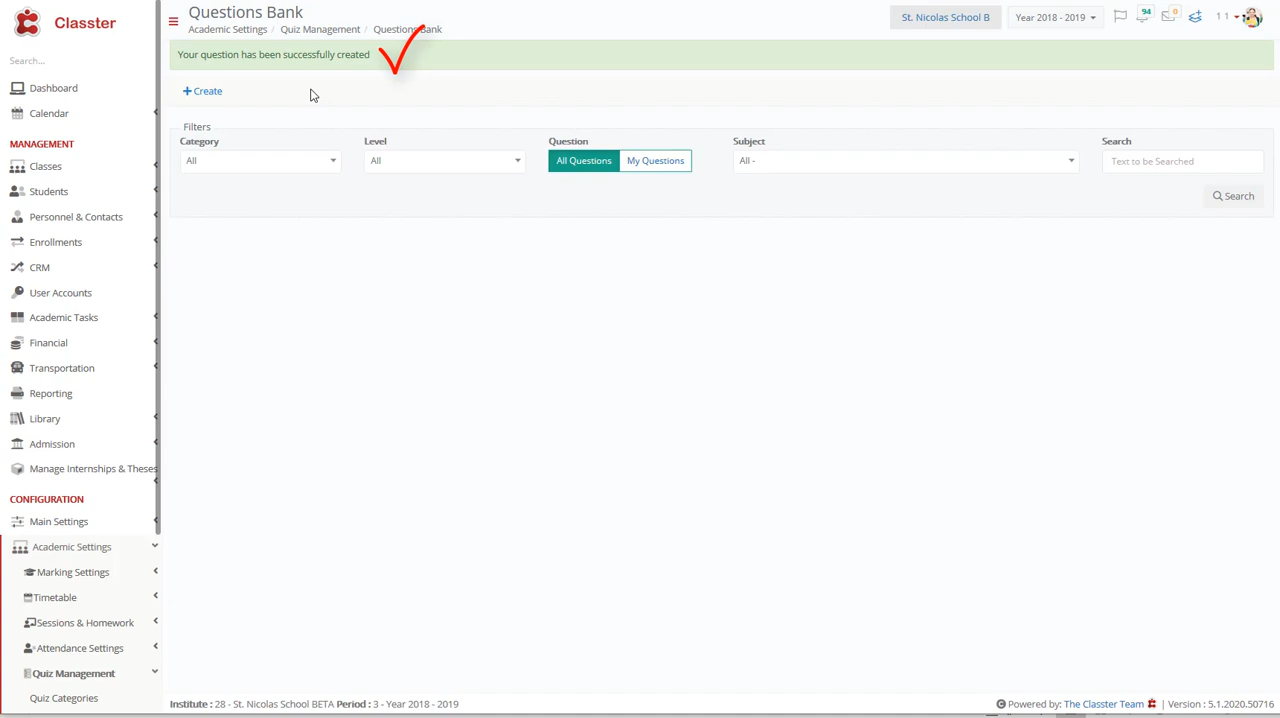 Classter
Search...
Dashboard
Calendar
MANAGEMENT
Classes
Students
Personnel & Contacts
Enrollments
CRM
User Accounts
Academic Tasks
Financial
Transportation
Reporting
Library
Admission
Manage Internships & Theses
CONFIGURATION
Main Settings
Academic Settings
Marking Settings
Timetable
Sessions & Homework
Attendance Settings
Quiz Management
Quiz Categories
Questions Bank
Academic Settings / Quiz Management / Questions Bank
St. Nicolas School B
Year 2018 - 2019
94
0
1 1
Your question has been successfully created
+ Create
Filters
Category
All
Level
All
Question
All Questions My Questions
Subject
All -
Search
Text to be Searched
Search
Institute : 28 - St. Nicolas School BETA Period : 3 - Year 2018 - 2019
Powered by: The Classter Team | Version : 5.1.2020.50716